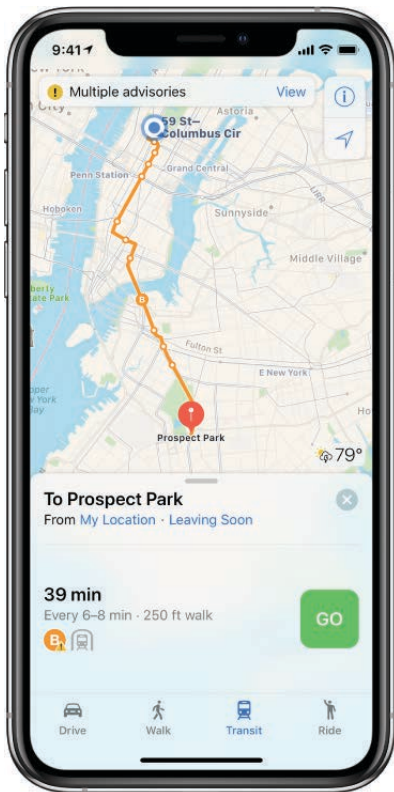 9:41
Multiple advisories View
Astoria
59 St–
Columbus Cir
Penn Station
Grand Central
Hoboken
Sunnyside
LIRR
Middle Village
Fulton St
E New York
Prospect Park
79°
To Prospect Park
From My Location · Leaving Soon
39 min
Every 6–8 min · 250 ft walk
GO
B
Drive Walk Transit Ride